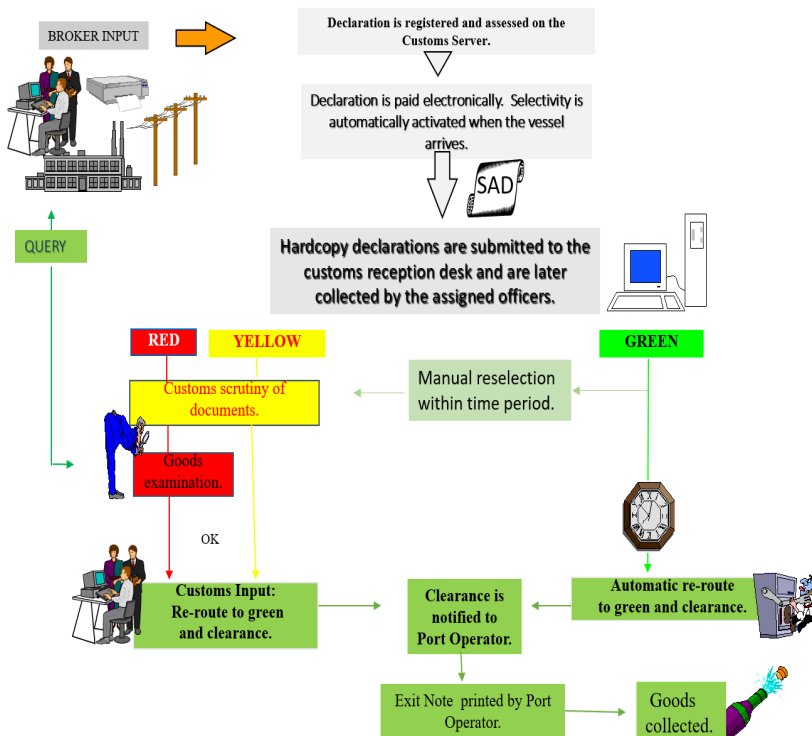 BROKER INPUT
Declaration is registered and assessed on the
Customs Server.
Declaration is paid electronically. Selectivity is
automatically activated when the vessel
arrives.
SAD
Hardcopy declarations are submitted to the
customs reception desk and are later
collected by the assigned officers.
QUERY
RED
YELLOW
GREEN
Customs scrutiny of
documents.
Manual reselection
within time period.
Goods
examination.
OK
Customs Input:
Re-route to green
and clearance.
Clearance is
notified to
Port Operator.
Automatic re-route
to green and clearance.
Exit Note printed by Port
Operator.
Goods
collected.